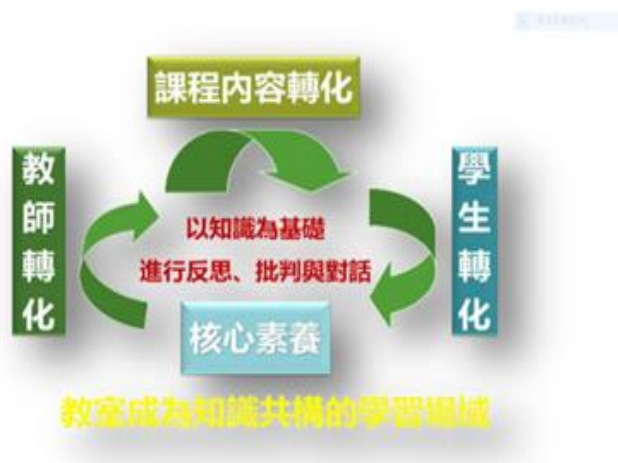 課程內容轉化
教師轉化
學生轉化
以知識為基礎
進行反思、批判與對話
核心素養
教室成為知識共構的學習場域